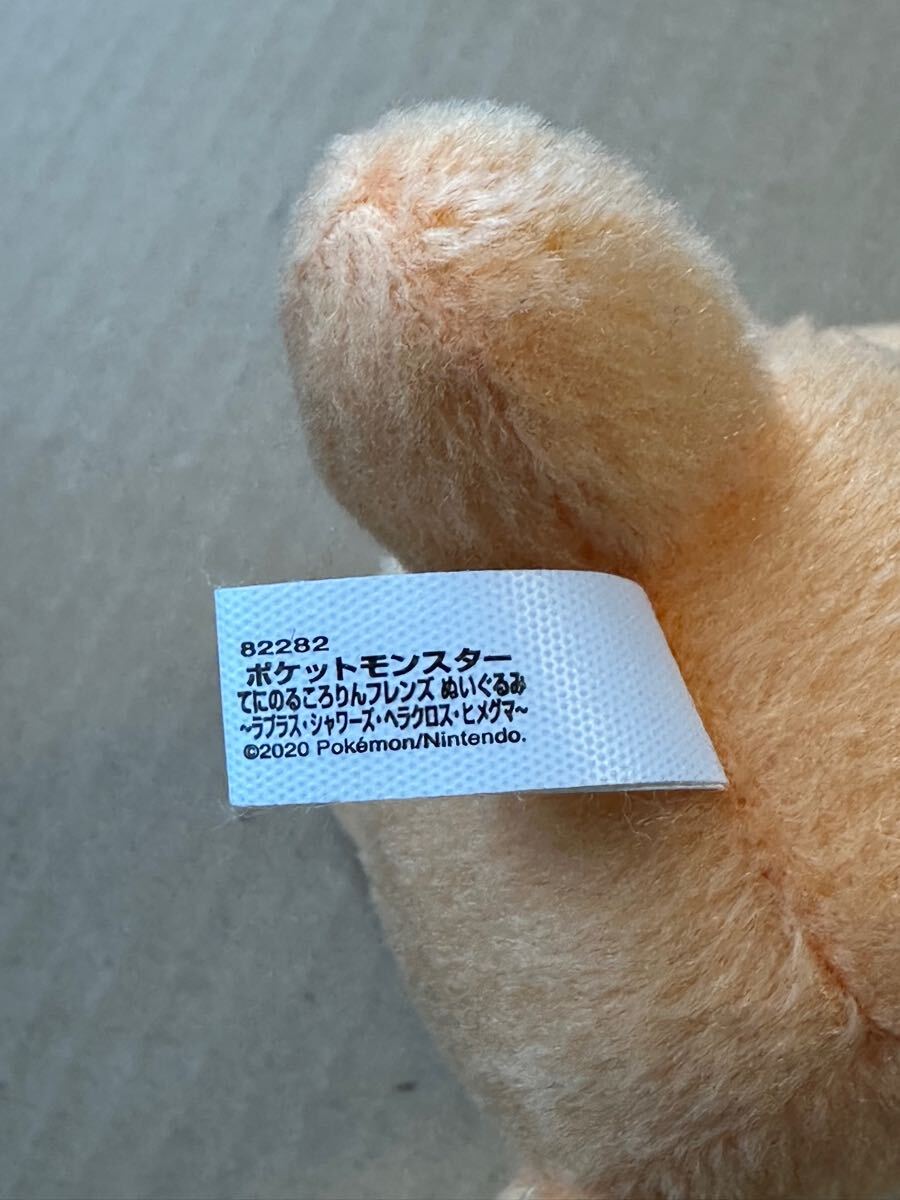 82282
ポケットモンスター
てにのるころりんフレンズ ぬいぐるみ
~ラプラス・シャワーズ・ヘラクロス・ヒメグマ~
©2020 Pokémon/Nintendo.